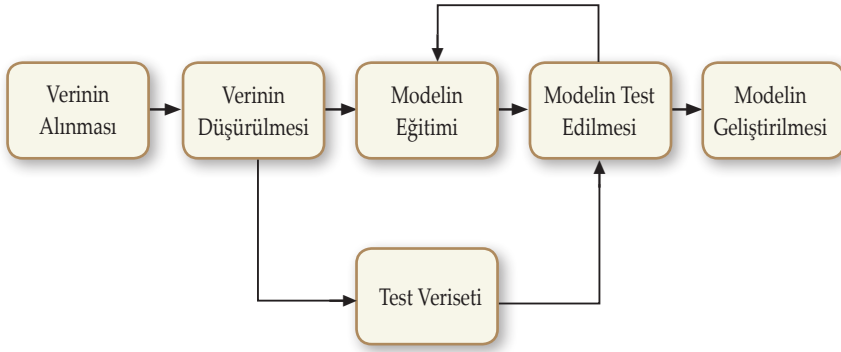 Verinin
Alınması
Verinin
Düşürülmesi
Modelin
Eğitimi
Modelin Test
Edilmesi
Modelin
Geliştirilmesi
Test Veriseti